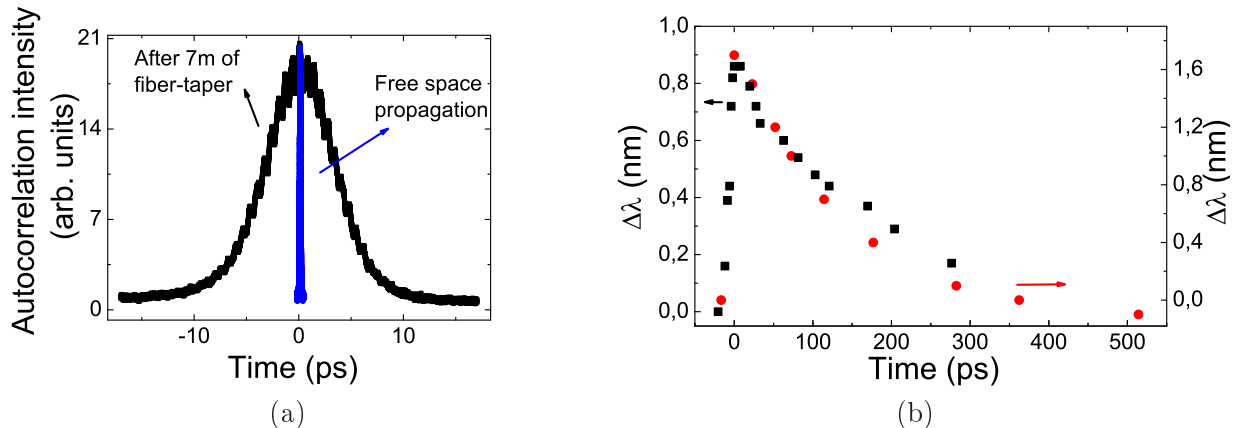 Autocorrelation intensity
(arb. units)
21
14
7
0
After 7m of
fiber-taper
Free space
propagation
-10
0
10
Time (ps)
(a)
Δλ (nm)
1,0
0,8
0,6
0,4
0,2
0,0
1,6
1,2
0,8
0,4
0,0
Δλ (nm)
0
100
200
300
400
500
Time (ps)
(b)